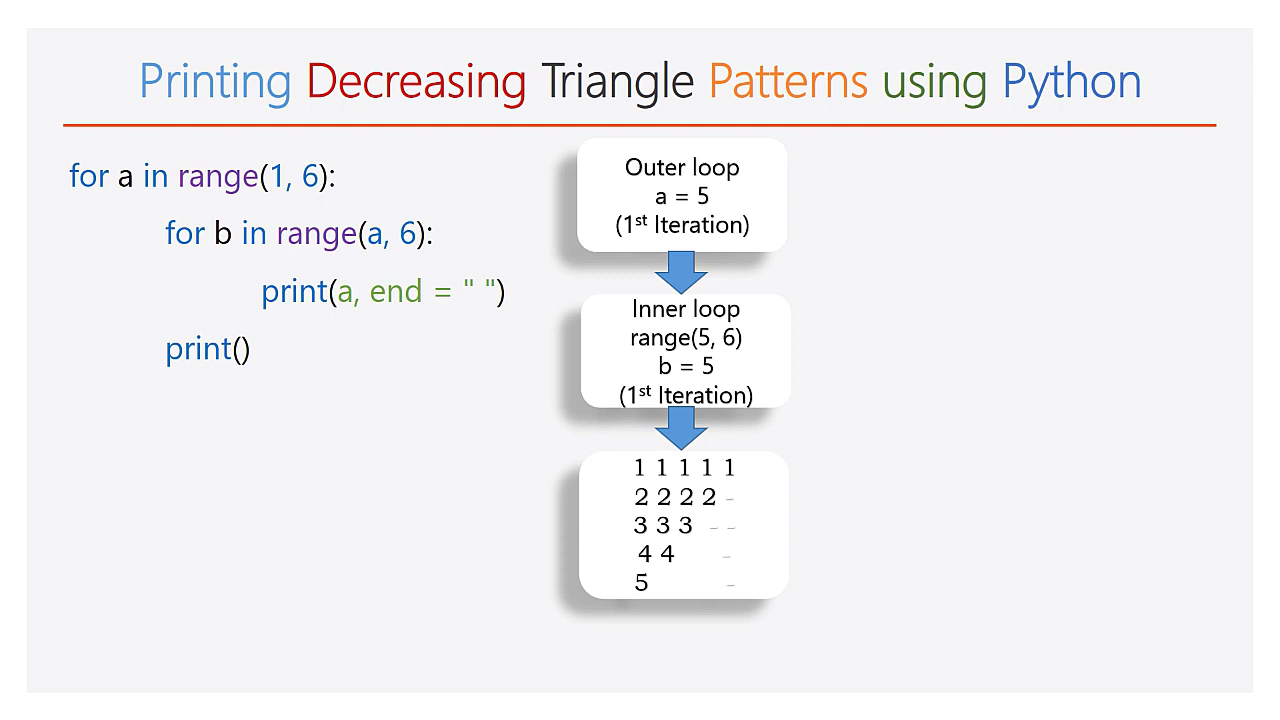 Printing Decreasing Triangle Patterns using Python
for a in range(1, 6):
for b in range(a, 6):
print(a, end = " ")
print()
Outer loop
a = 5
(1st Iteration)
Inner loop
range(5, 6)
b = 5
(1st Iteration)
1 1 1 1 1
2 2 2 2 -
3 3 3 - -
4 4 -
5 -